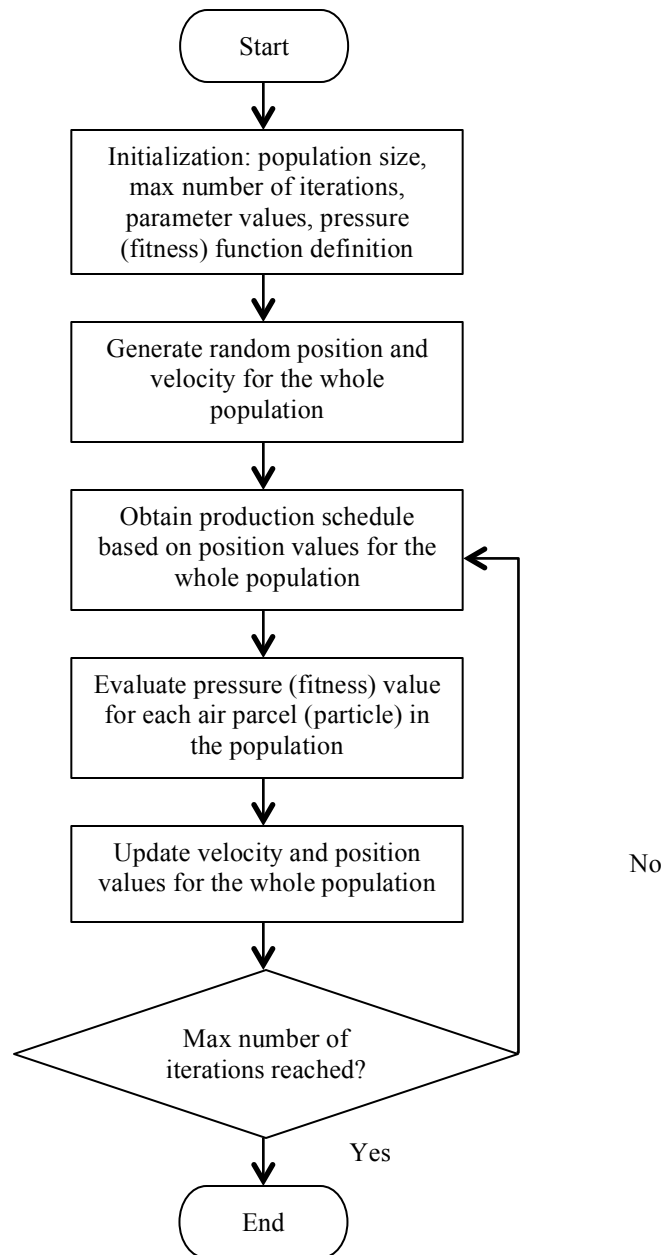 Start
Initialization: population size,
max number of iterations,
parameter values, pressure
(fitness) function definition
Generate random position and
velocity for the whole
population
Obtain production schedule
based on position values for the
whole population
Evaluate pressure (fitness) value
for each air parcel (particle) in
the population
Update velocity and position
values for the whole population
No
Max number of
iterations reached?
Yes
End